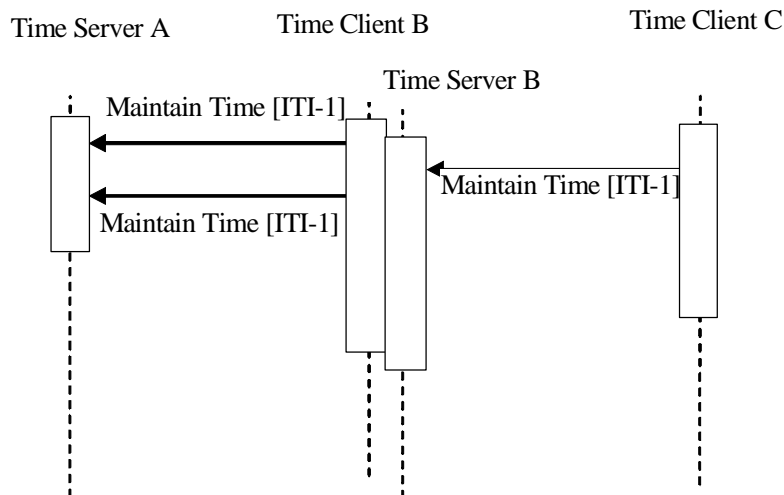 Time Server A
Time Client B
Time Client C
Time Server B
Maintain Time [ITI-1]
Maintain Time [ITI-1]
Maintain Time [ITI-1]